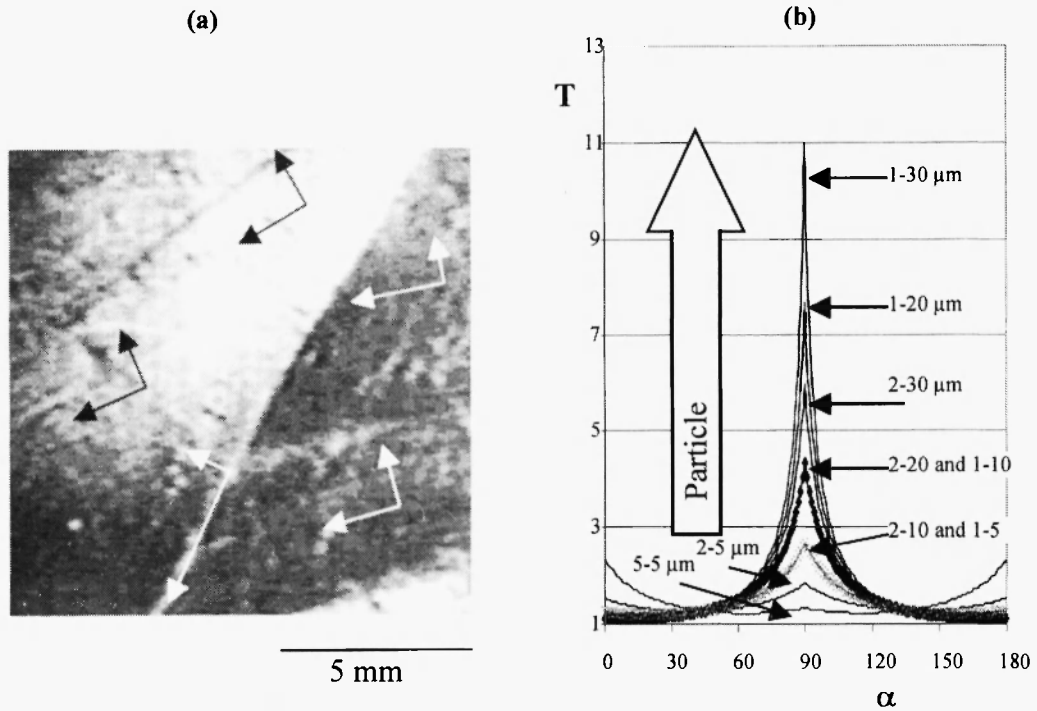 (a)
5 mm
(b)
T
13
11
9
7
5
3
1
Particle
1-30 µm
1-20 µm
2-30 µm
2-20 and 1-10
2-10 and 1-5
2-5 µm
5-5 µm
0 30 60 90 120 150 180
α